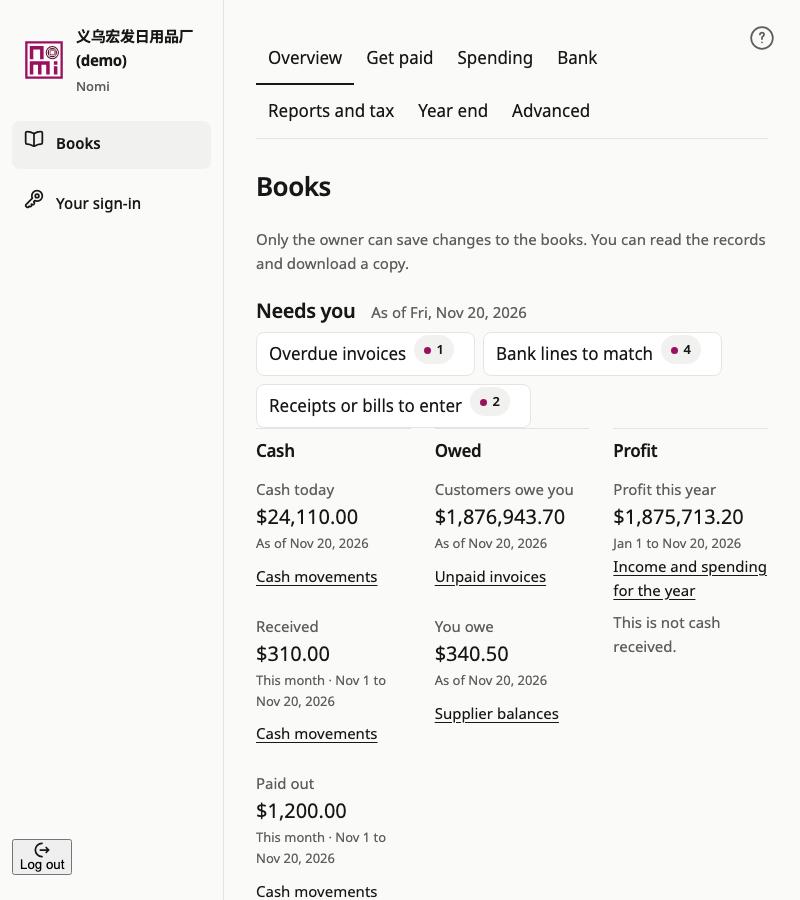 义乌宏发日用品厂
(demo)
Nomi
Books
Your sign-in
Log out
Overview Get paid Spending Bank
Reports and tax Year end Advanced
Books
Only the owner can save changes to the books. You can read the records
and download a copy.
Needs you As of Fri, Nov 20, 2026
Overdue invoices 1 Bank lines to match 4
Receipts or bills to enter 2
Cash
Cash today
$24,110.00
As of Nov 20, 2026
Cash movements
Received
$310.00
This month · Nov 1 to
Nov 20, 2026
Cash movements
Paid out
$1,200.00
This month · Nov 1 to
Nov 20, 2026
Cash movements
Owed
Customers owe you
$1,876,943.70
As of Nov 20, 2026
Unpaid invoices
You owe
$340.50
As of Nov 20, 2026
Supplier balances
Profit
Profit this year
$1,875,713.20
Jan 1 to Nov 20, 2026
Income and spending
for the year
This is not cash
received.